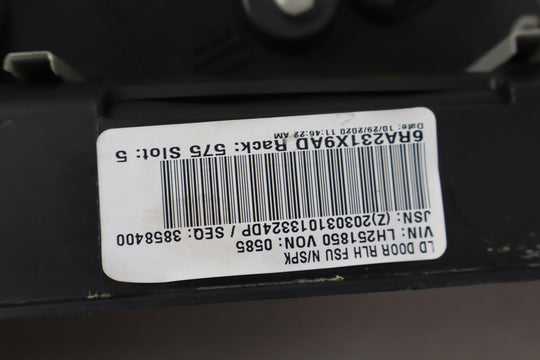 LD DOOR RLH FSU N/SPK
VIN: LH251850 VON: 0585
JSN: (Z)203031013324DP / SEQ: 3858400
6RA231X9AD Rack: 575 Slot: 5
Date: 10/29/2020 11:46:22 AM